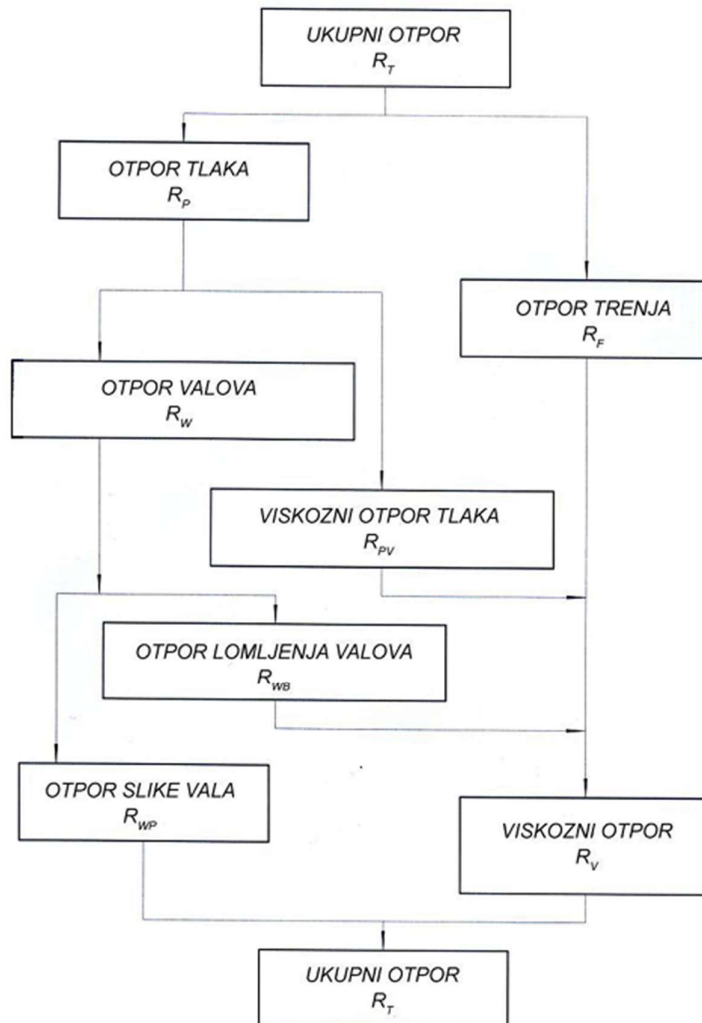 UKUPNI OTPOR
R_T
OTPOR TLAKA
R_P
OTPOR TRENJA
R_F
OTPOR VALOVA
R_W
VISKOZNI OTPOR TLAKA
R_PV
OTPOR LOMLJENJA VALOVA
R_WB
OTPOR SLIKE VALA
R_WP
VISKOZNI OTPOR
R_V
UKUPNI OTPOR
R_T